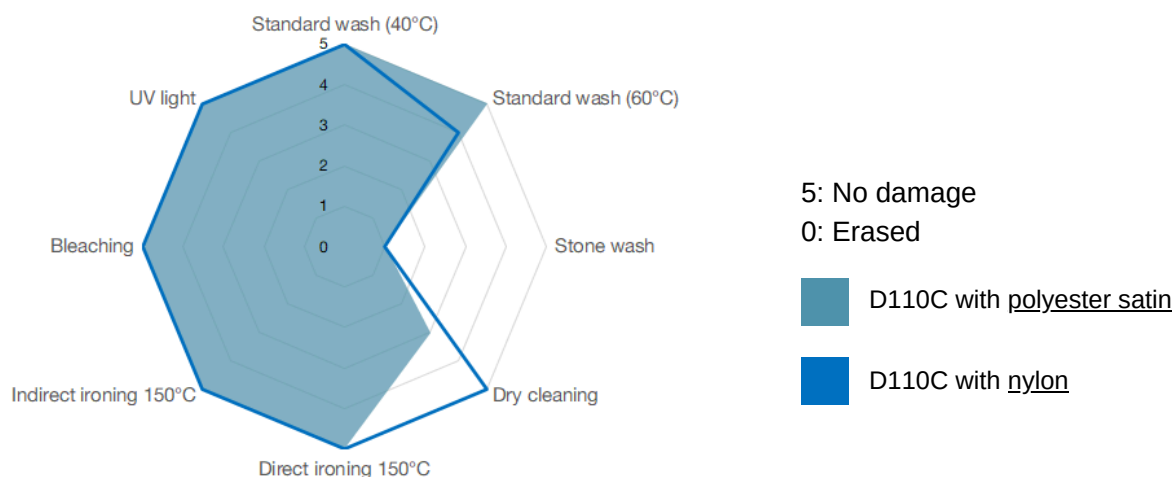 Standard wash (40°C)
5
4
3
2
1
0
UV light
Standard wash (60°C)
Bleaching
Stone wash
Indirect ironing 150°C
Dry cleaning
Direct ironing 150°C
5: No damage
0: Erased
D110C with polyester satin
D110C with nylon